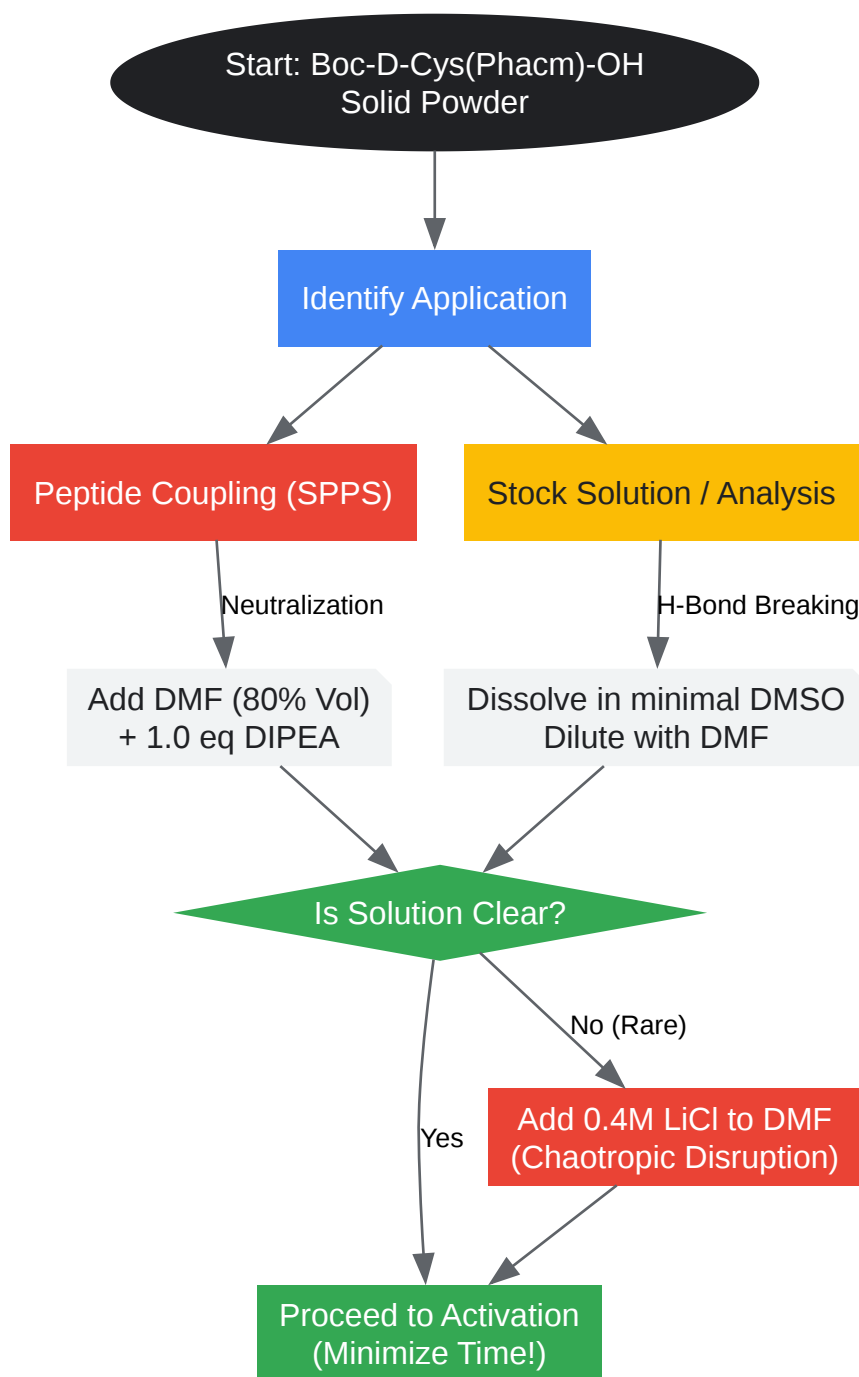 Start: Boc-D-Cys(Phacm)-OH
Solid Powder
Identify Application
Peptide Coupling (SPPS)
Stock Solution / Analysis
Neutralization
H-Bond Breaking
Add DMF (80% Vol)
+ 1.0 eq DIPEA
Dissolve in minimal DMSO
Dilute with DMF
Is Solution Clear?
No (Rare)
Add 0.4M LiCl to DMF
(Chaotropic Disruption)
Yes
Proceed to Activation
(Minimize Time!)